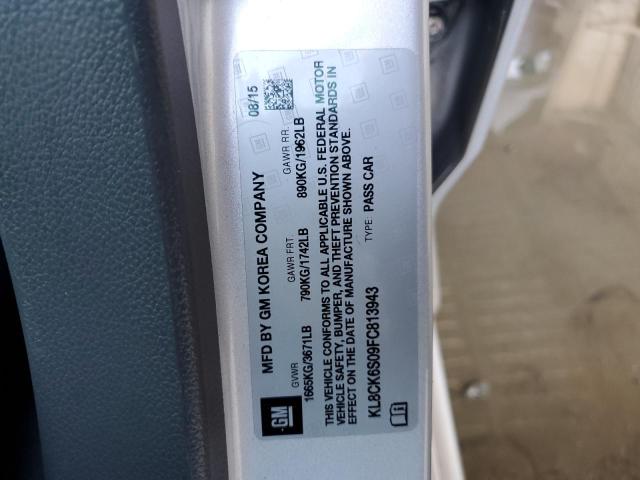 MFD BY GM KOREA COMPANY
08/15
GVWR
GAWR FRT
GAWR RR.
1665KG/3671LB
790KG/1742LB
890KG/1962LB
THIS VEHICLE CONFORMS TO ALL APPLICABLE U.S. FEDERAL MOTOR
VEHICLE SAFETY, BUMPER, AND THEFT PREVENTION STANDARDS IN
EFFECT ON THE DATE OF MANUFACTURE SHOWN ABOVE.
TYPE: PASS CAR
KL8CK6S09FC813943
GM